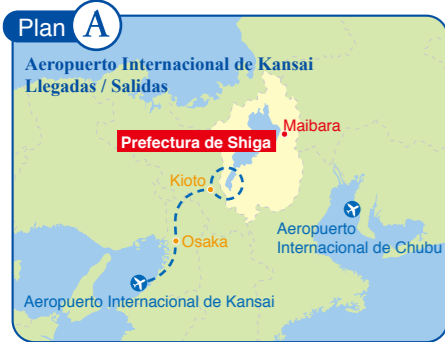 Plan A
Aeropuerto Internacional de Kansai
Llegadas / Salidas
Maibara
Prefectura de Shiga
Kioto
Osaka
Aeropuerto
Internacional de Chubu
Aeropuerto Internacional de Kansai